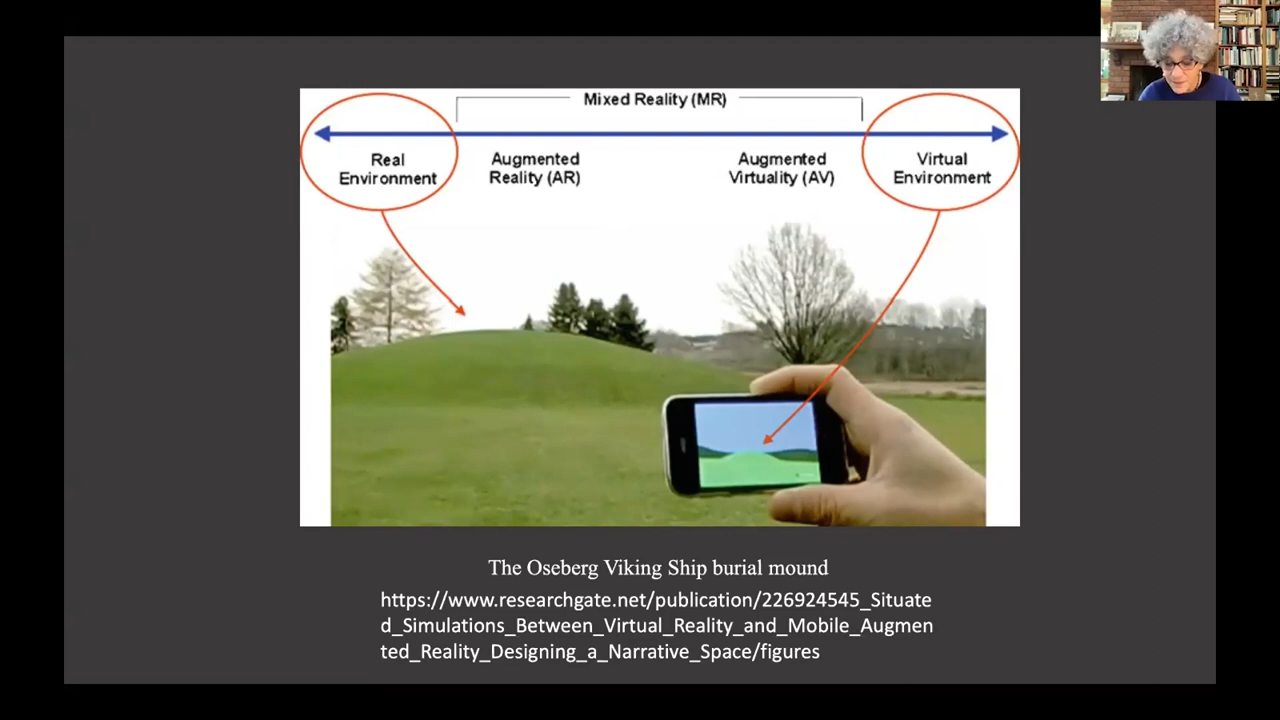 Mixed Reality (MR)
Real
Environment
Augmented
Reality (AR)
Augmented
Virtuality (AV)
Virtual
Environment
The Oseberg Viking Ship burial mound
https://www.researchgate.net/publication/226924545_Situate
d_Simulations_Between_Virtual_Reality_and_Mobile_Augmen
ted_Reality_Designing_a_Narrative_Space/figures